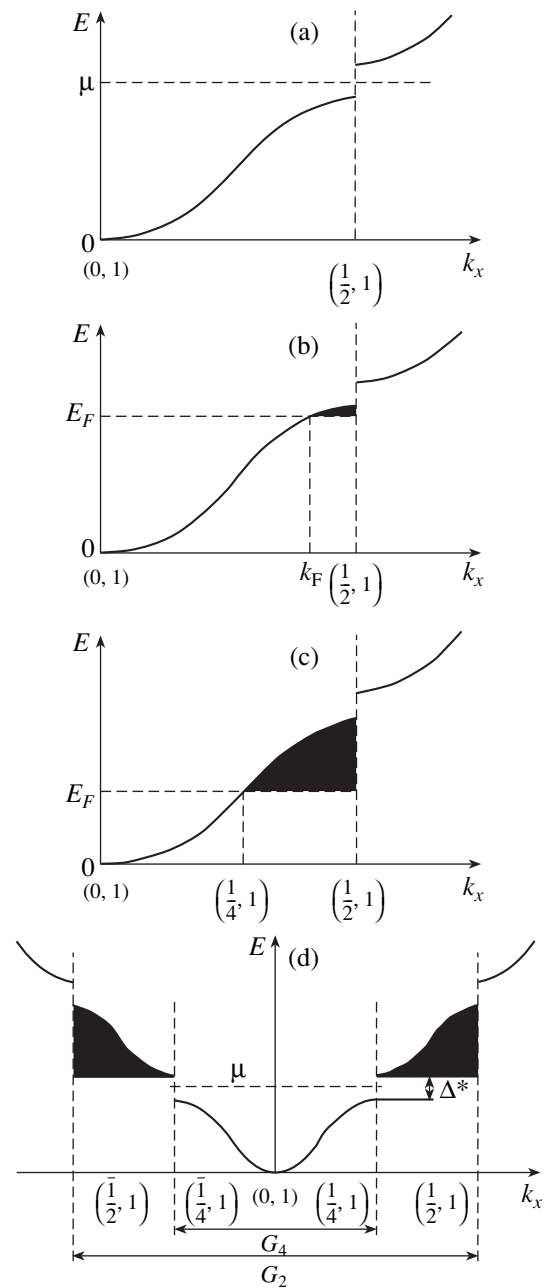 E
(a)
μ
0
(0, 1)
(1/2, 1)
k_x
E
(b)
E_F
0
(0, 1)
k_F
(1/2, 1)
k_x
(c)
E_F
0
(0, 1)
(1/4, 1)
(1/2, 1)
k_x
E
(d)
μ
Δ*
(1̄/2, 1)
(1̄/4, 1)
(0, 1)
(1/4, 1)
(1/2, 1)
k_x
G_4
G_2